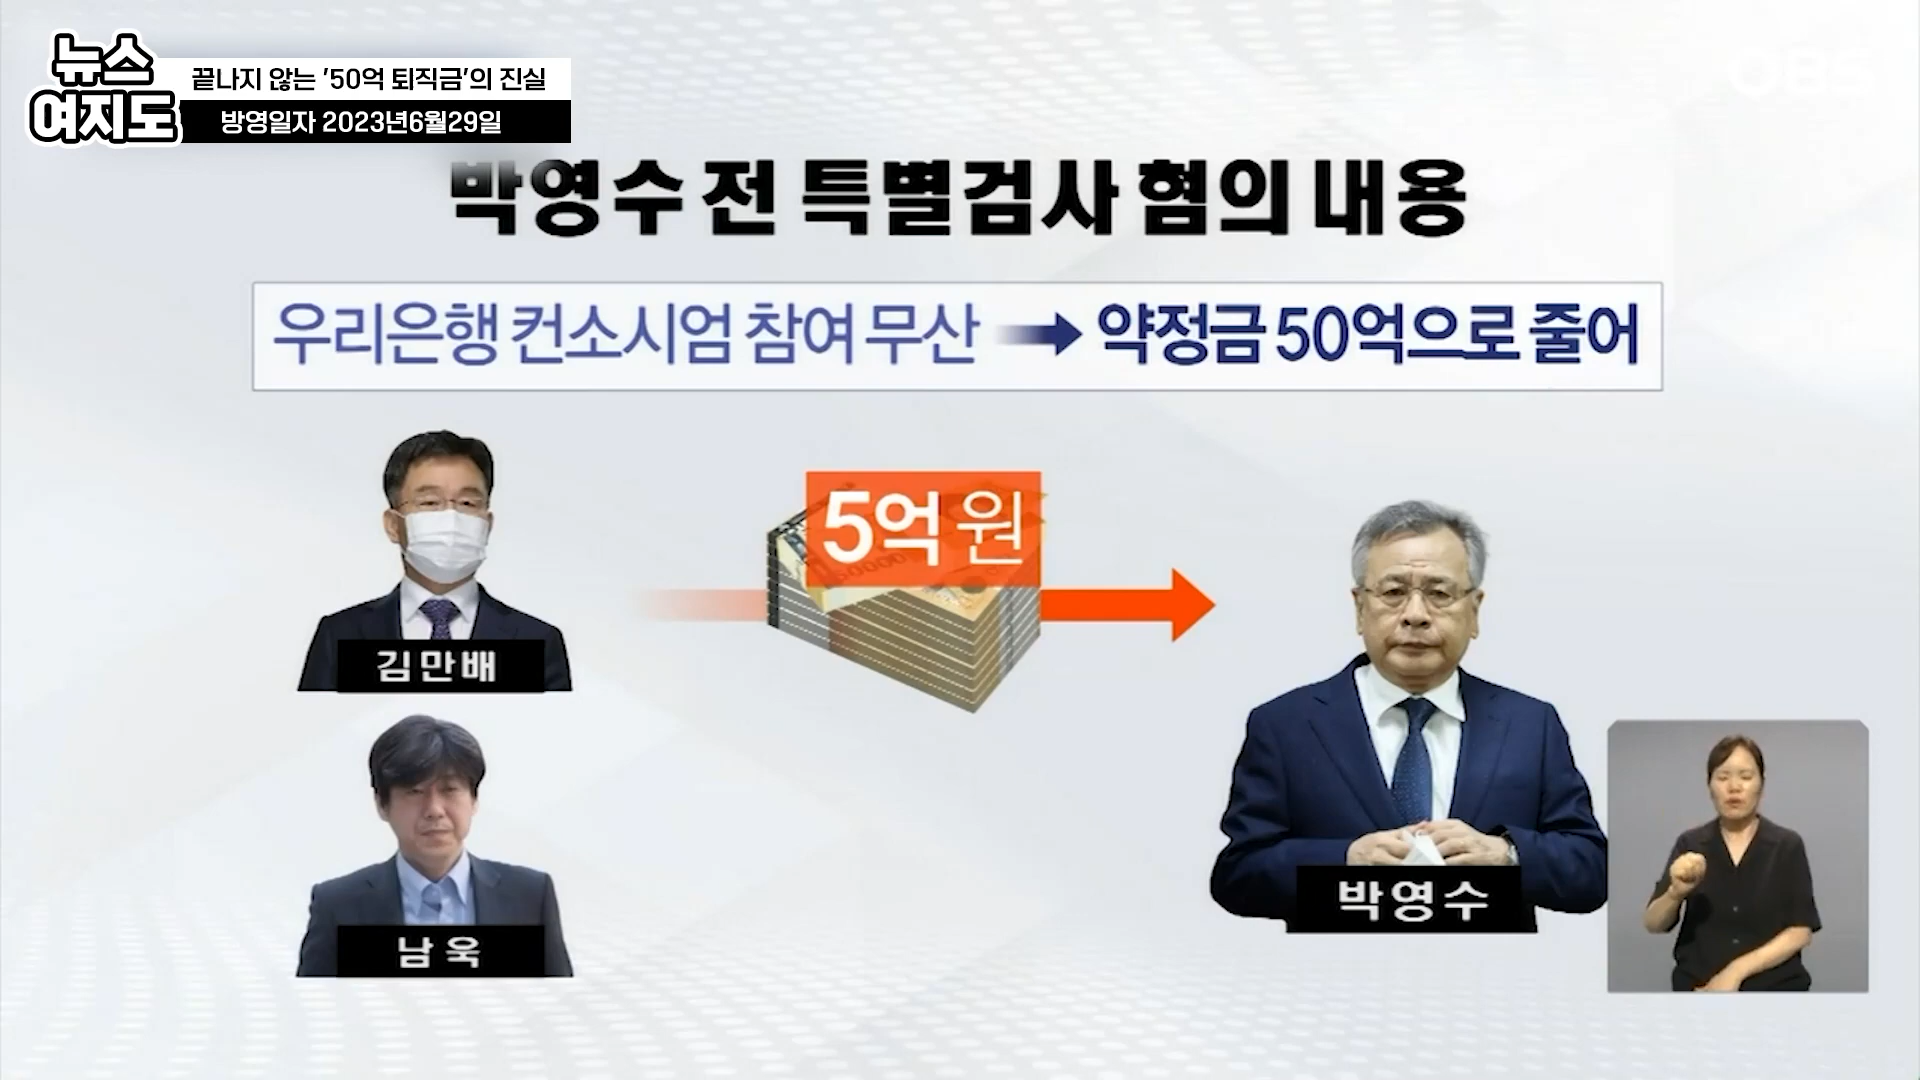 뉴스
여지도
끝나지 않는 '50억 퇴직금'의 진실
방영일자 2023년6월29일
OBS
박영수 전 특별검사 혐의 내용
우리은행 컨소시엄 참여 무산 → 약정금 50억으로 줄어
5억 원
김만배
남욱
박영수